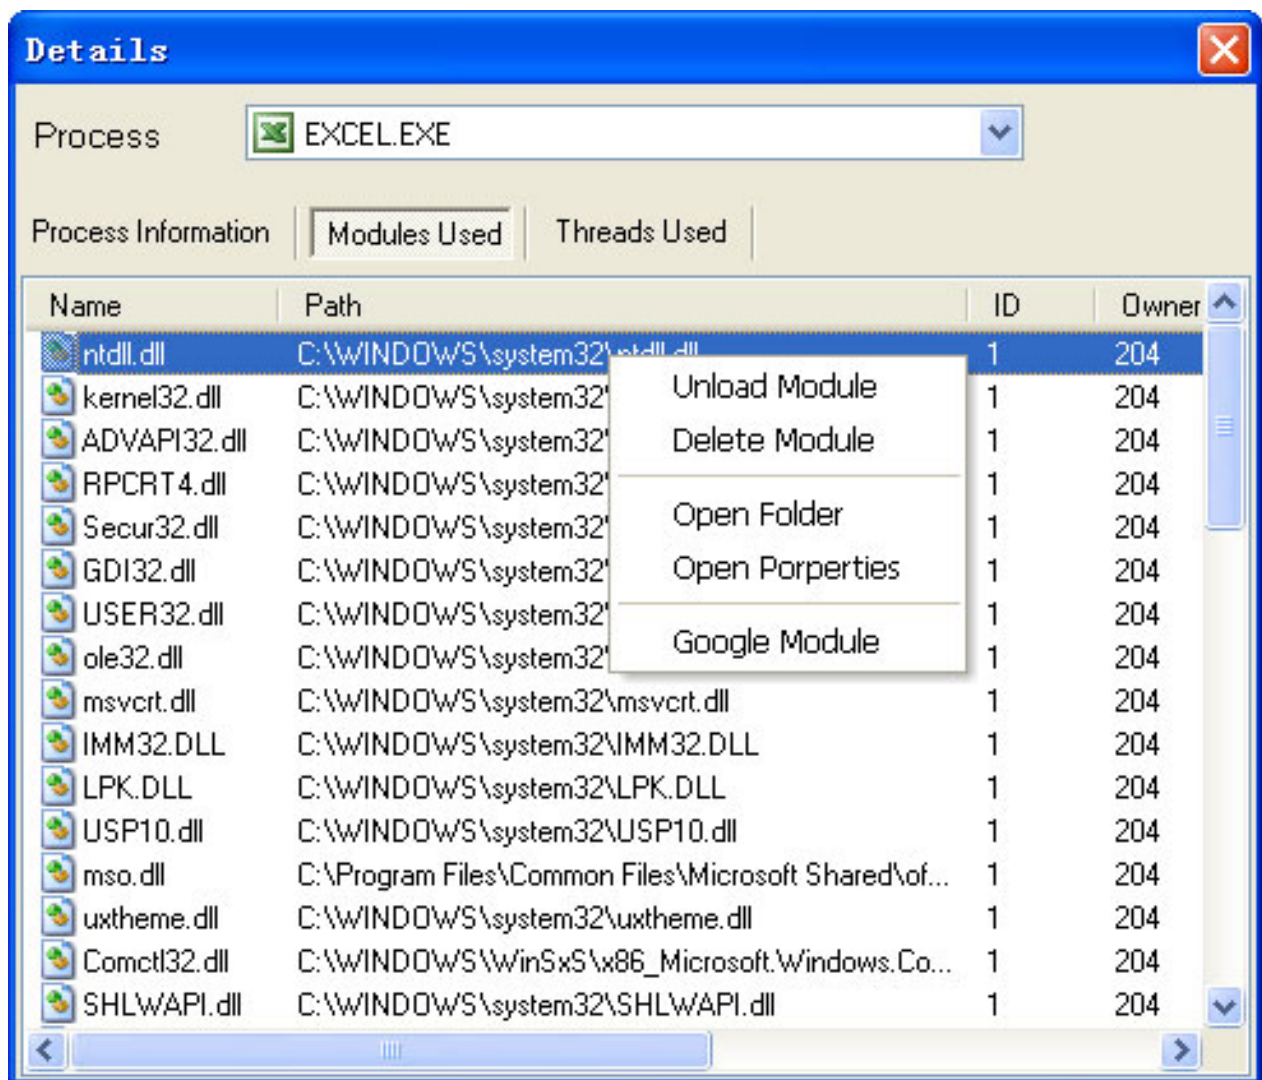 Details
Process EXCEL.EXE
Process Information Modules Used Threads Used
Name Path ID Owner
ntdll.dll C:\WINDOWS\system32\ntdll.dll 1 204
kernel32.dll C:\WINDOWS\system32\ 1 204
ADVAPI32.dll C:\WINDOWS\system32\ 1 204
RPCRT4.dll C:\WINDOWS\system32\ 1 204
Secur32.dll C:\WINDOWS\system32\ 1 204
GDI32.dll C:\WINDOWS\system32\ 1 204
USER32.dll C:\WINDOWS\system32\ 1 204
ole32.dll C:\WINDOWS\system32\ 1 204
msvcrt.dll C:\WINDOWS\system32\msvcrt.dll 1 204
IMM32.DLL C:\WINDOWS\system32\IMM32.DLL 1 204
LPK.DLL C:\WINDOWS\system32\LPK.DLL 1 204
USP10.dll C:\WINDOWS\system32\USP10.dll 1 204
mso.dll C:\Program Files\Common Files\Microsoft Shared\of... 1 204
uxtheme.dll C:\WINDOWS\system32\uxtheme.dll 1 204
Comctl32.dll C:\WINDOWS\WinSxS\x86_Microsoft.Windows.Co... 1 204
SHLWAPI.dll C:\WINDOWS\system32\SHLWAPI.dll 1 204
Unload Module
Delete Module
Open Folder
Open Porperties
Google Module